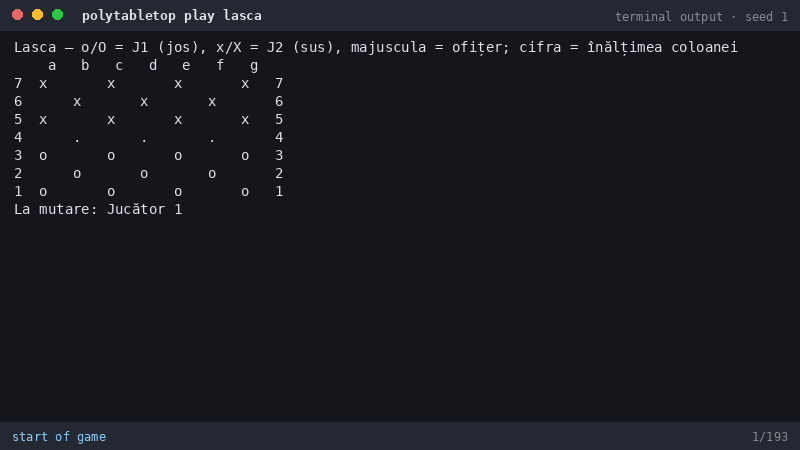 polytabletop play lasca
terminal output · seed 1
Lasca — o/O = J1 (jos), x/X = J2 (sus), majuscula = ofițer; cifra = înălțimea coloanei
a b c d e f g
7 x x x x 7
6 x x x 6
5 x x x x 5
4 . . . 4
3 o o o o 3
2 o o o 2
1 o o o o 1
La mutare: Jucător 1
start of game
1/193